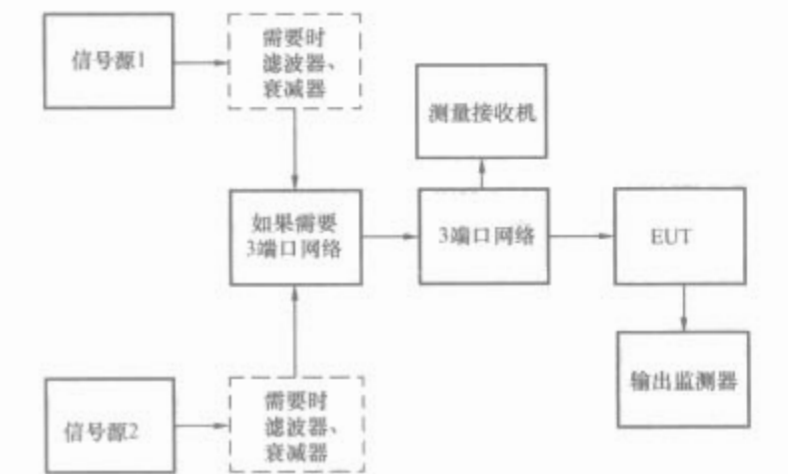 信号源1
需要时
滤波器、
衰减器
测量接收机
如果需要
3端口网络
3端口网络
EUT
输出监测器
信号源2
需要时
滤波器、
衰减器